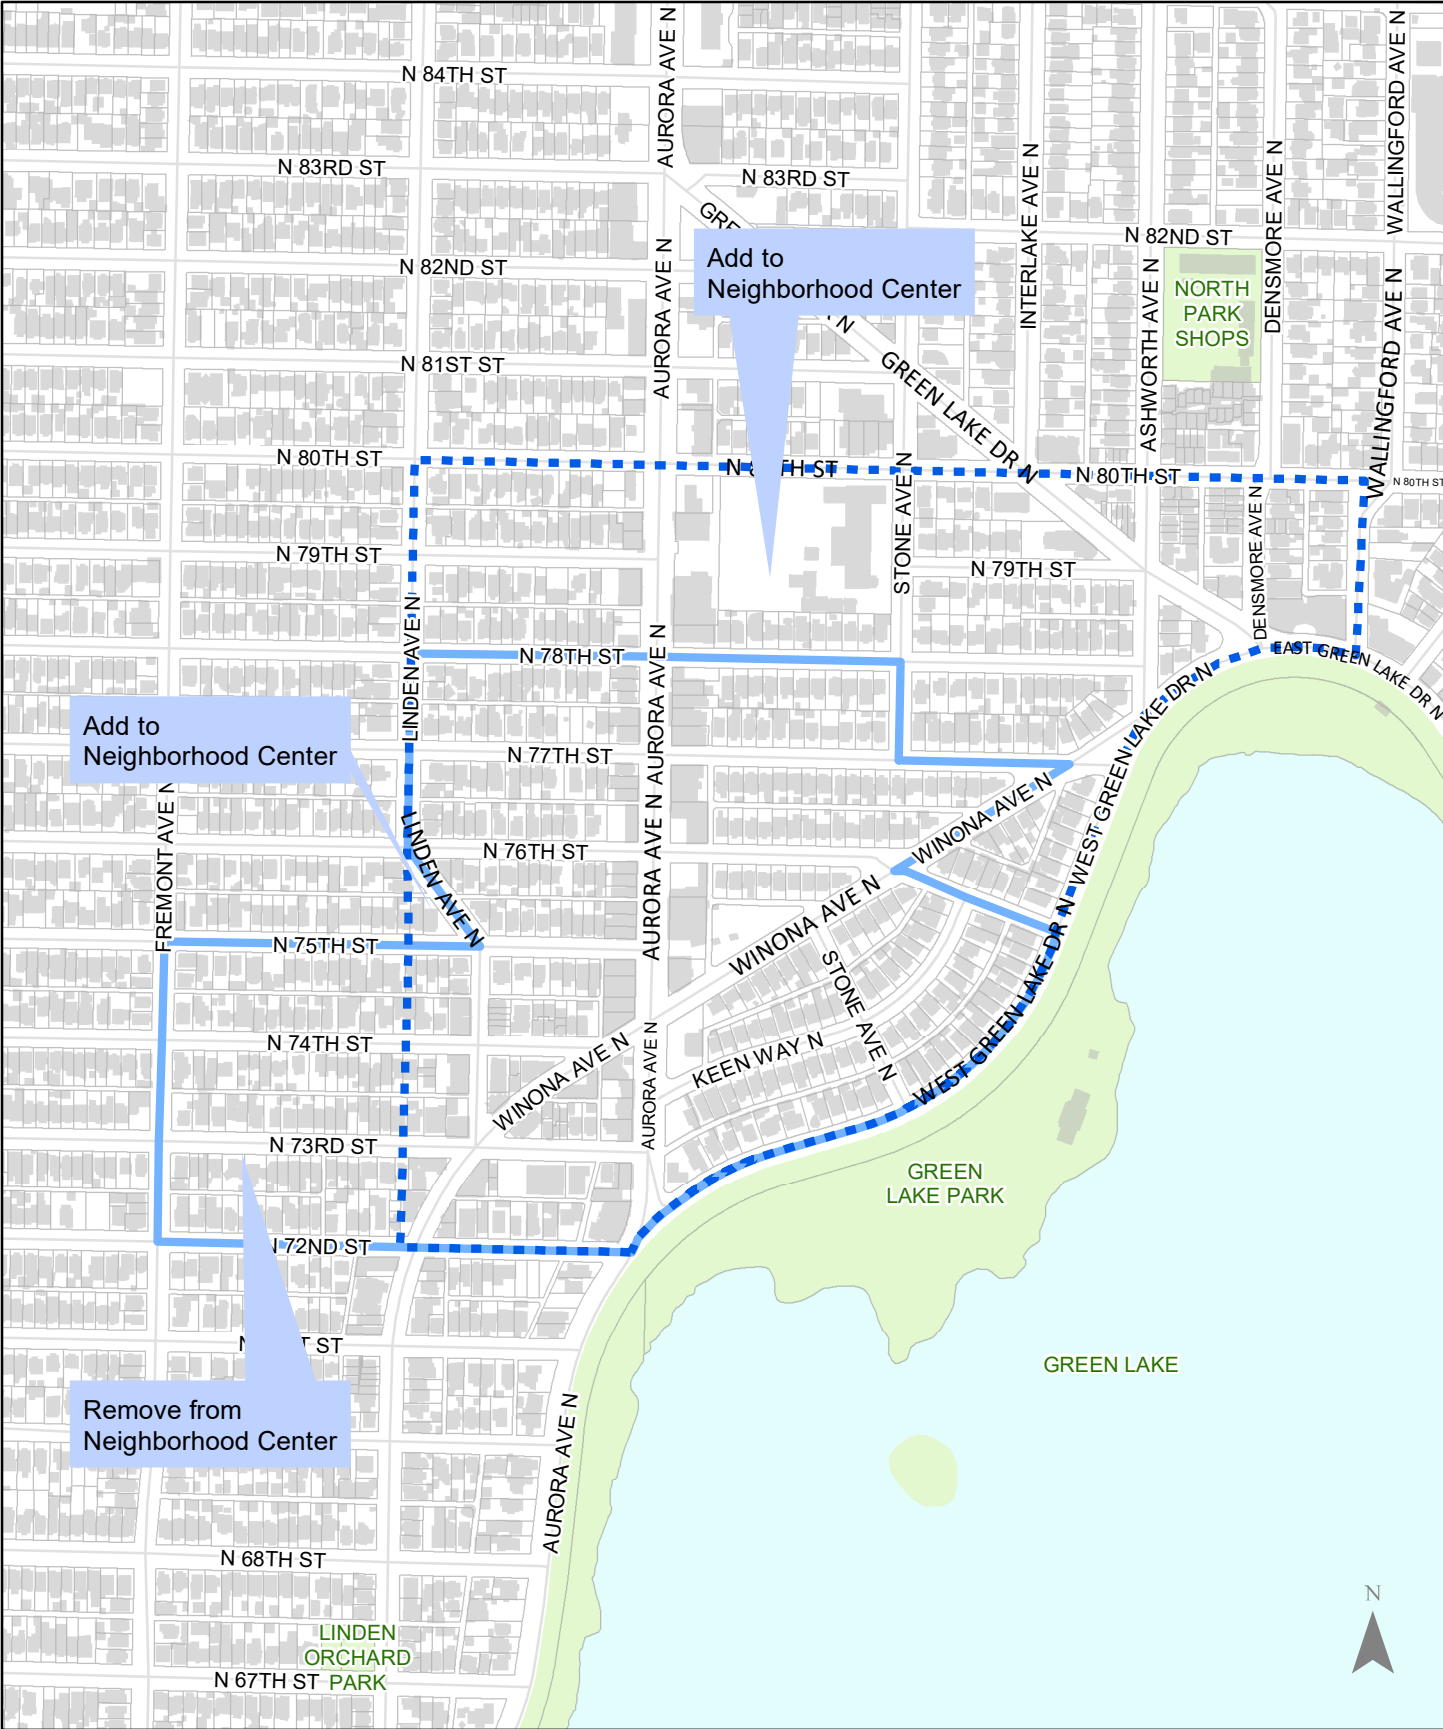 N 84TH ST
AURORA AVE N
WALLINGFORD AVE N
N 83RD ST
N 83RD ST
INTERLAKE AVE N
DENSMORE AVE N
N 82ND ST
N 82ND ST
Add to
Neighborhood Center
AURORA AVE N
ASHWORTH AVE N
NORTH
PARK
SHOPS
WALLINGFORD AVE N
N 81ST ST
GREEN LAKE DR N
N 80TH ST
N 80TH ST
N 80TH ST
STONE AVE N
DENSMORE AVE N
N 79TH ST
N 79TH ST
LINDEN AVE N
N 78TH ST
AURORA AVE N
EAST GREEN LAKE DR N
Add to
Neighborhood Center
N 77TH ST
WEST GREEN LAKE DR N
FREMONT AVE N
LINDEN AVE N
N 76TH ST
AURORA AVE N
WINONA AVE N
WINONA AVE N
N 75TH ST
STONE AVE N
WEST GREEN LAKE DR N
N 74TH ST
WINONA AVE N
AURORA AVE N
KEEN WAY N
N 73RD ST
GREEN
LAKE PARK
72ND ST
ST
GREEN LAKE
Remove from
Neighborhood Center
AURORA AVE N
N 68TH ST
LINDEN
ORCHARD
PARK
N 67TH ST
N